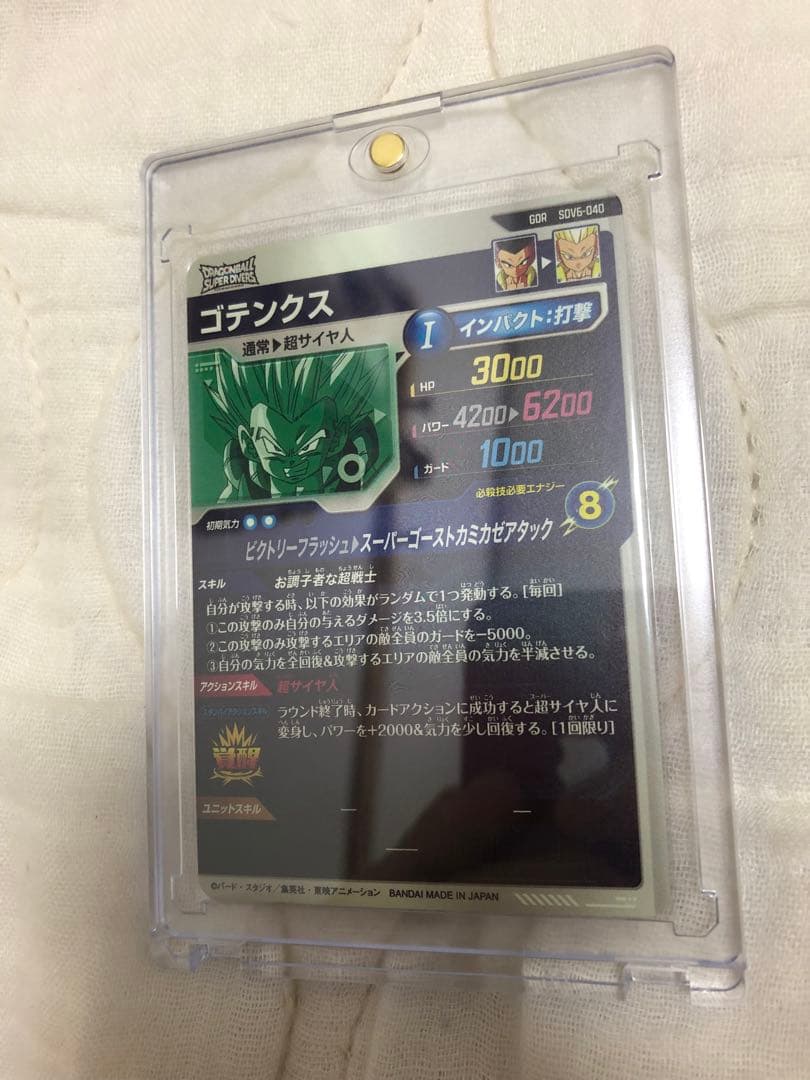 GDR SDV6-040
DRAGONBALL
SUPER DIVERS
ゴテンクス
通常▶超サイヤ人
I インパクト:打撃
HP 3000
パワー 4200▶6200
ガード 1000
必殺技必要エナジー
8
初期気力
ビクトリーフラッシュ▶スーパーゴーストカミカゼアタック
スキル お調子者な超戦士
自分が攻撃する時、以下の効果がランダムで1つ発動する。[毎回]
①この攻撃のみ自分の与えるダメージを3.5倍にする。
②この攻撃のみ攻撃するエリアの敵全員のガードを−5000。
③自分の気力を全回復&攻撃するエリアの敵全員の気力を半減させる。
アクションスキル 超サイヤ人
ラウンド終了時、カードアクションに成功すると超サイヤ人に
変身し、パワーを+2000&気力を少し回復する。[1回限り]
覚醒
ユニットスキル
©バード・スタジオ/集英社・東映アニメーション BANDAI MADE IN JAPAN